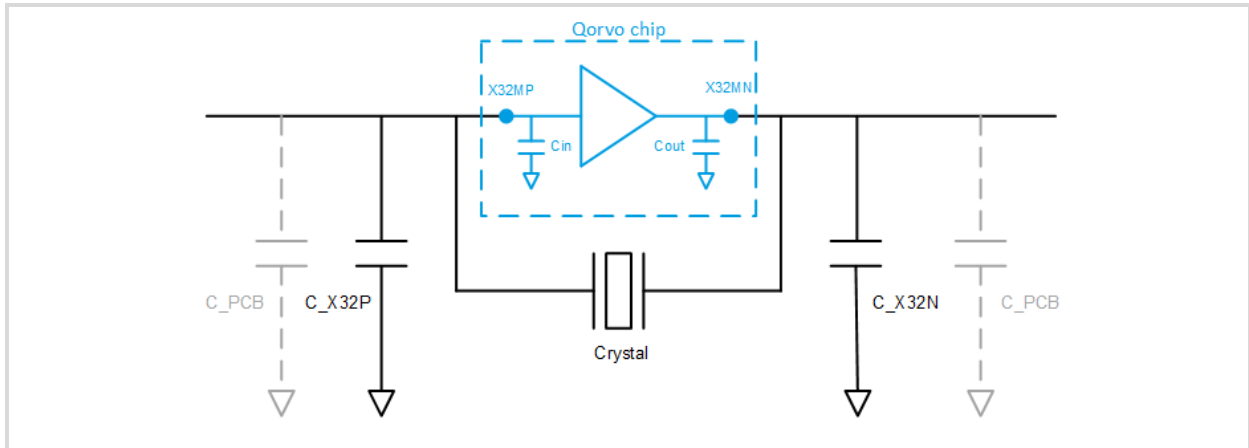 Qorvo chip
X32MP
X32MN
Cin
Cout
C_PCB
C_X32P
C_X32N
C_PCB
Crystal